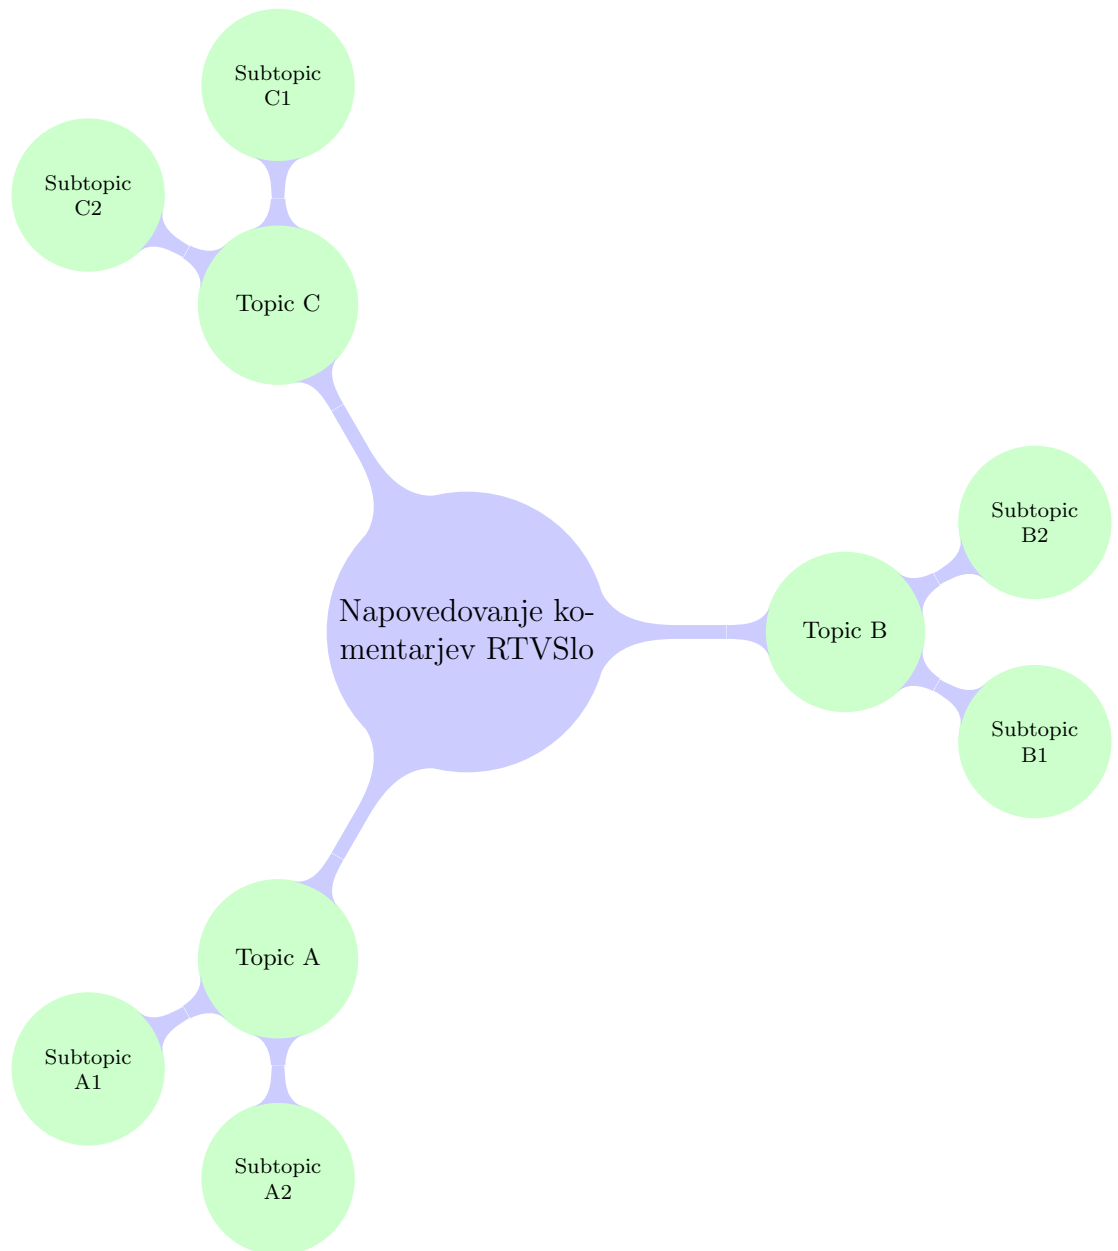 Subtopic
C1
Subtopic
C2
Topic C
Subtopic
B2
Napovedovanje ko-
mentarjev RTVSlo
Topic B
Subtopic
B1
Topic A
Subtopic
A1
Subtopic
A2